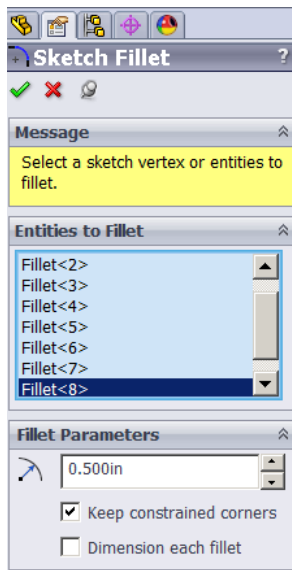 Sketch Fillet ?
Message
Select a sketch vertex or entities to
fillet.
Entities to Fillet
Fillet<2>
Fillet<3>
Fillet<4>
Fillet<5>
Fillet<6>
Fillet<7>
Fillet<8>
Fillet Parameters
0.500in
Keep constrained corners
Dimension each fillet